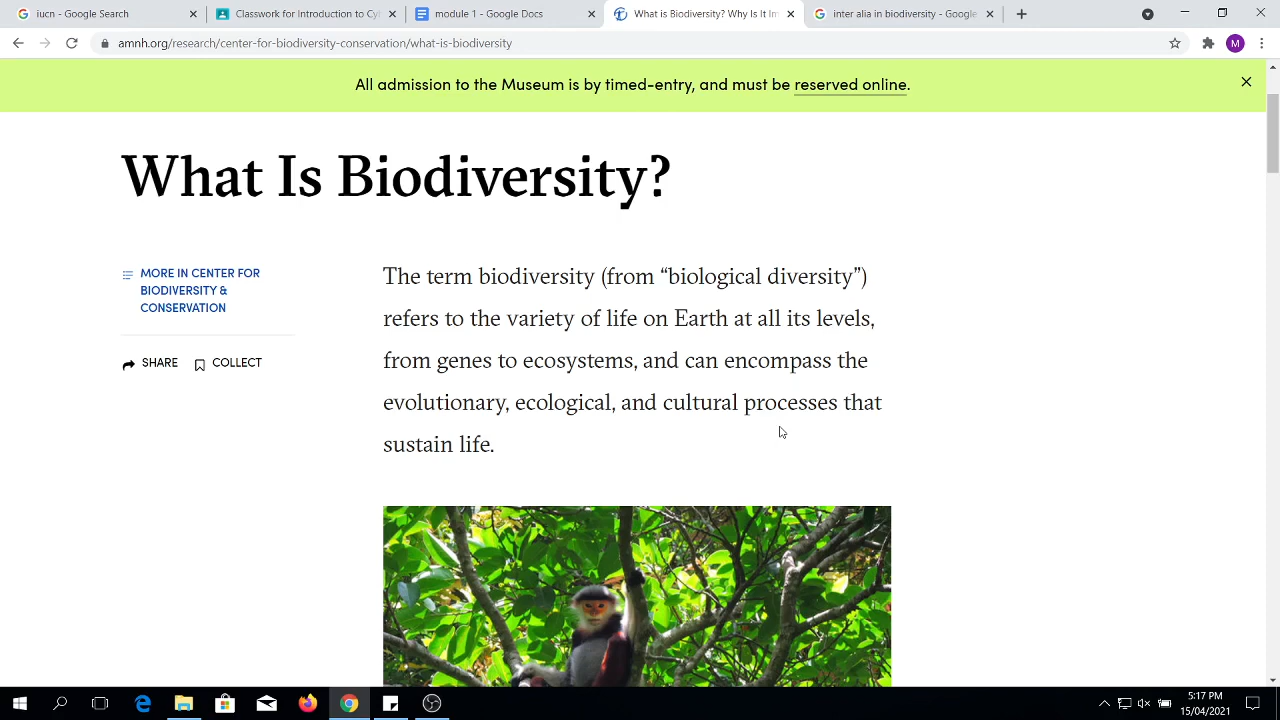 iucn - Google Search
Classwork for Introduction to Cyl
module 1 - Google Docs
What is Biodiversity? Why Is It Im
inter alia in biodiversity - Google
amnh.org/research/center-for-biodiversity-conservation/what-is-biodiversity
M
All admission to the Museum is by timed-entry, and must be reserved online.
What Is Biodiversity?
MORE IN CENTER FOR
BIODIVERSITY &
CONSERVATION
SHARE COLLECT
The term biodiversity (from “biological diversity”)
refers to the variety of life on Earth at all its levels,
from genes to ecosystems, and can encompass the
evolutionary, ecological, and cultural processes that
sustain life.
5:17 PM
15/04/2021